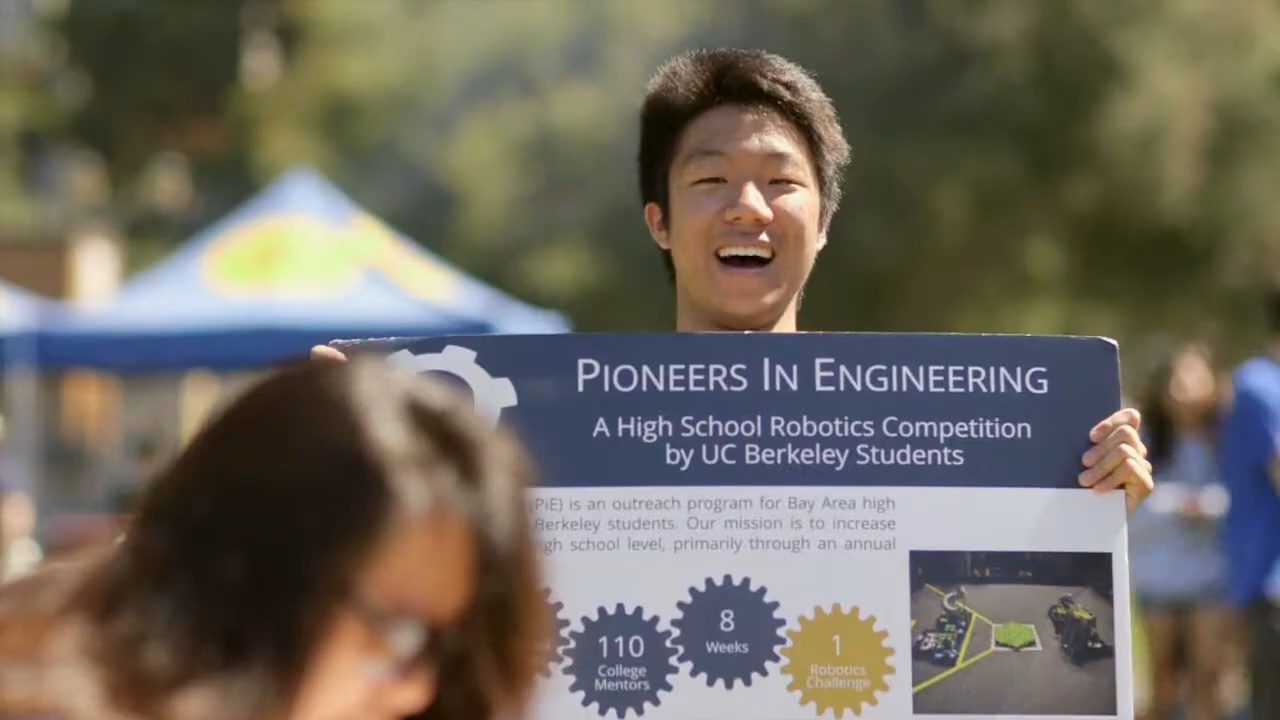 PIONEERS IN ENGINEERING
A High School Robotics Competition
by UC Berkeley Students
(PiE) is an outreach program for Bay Area high
Berkeley students. Our mission is to increase
school level, primarily through an annual
110
College
Mentors
8
Weeks
1
Robotics
Challenge